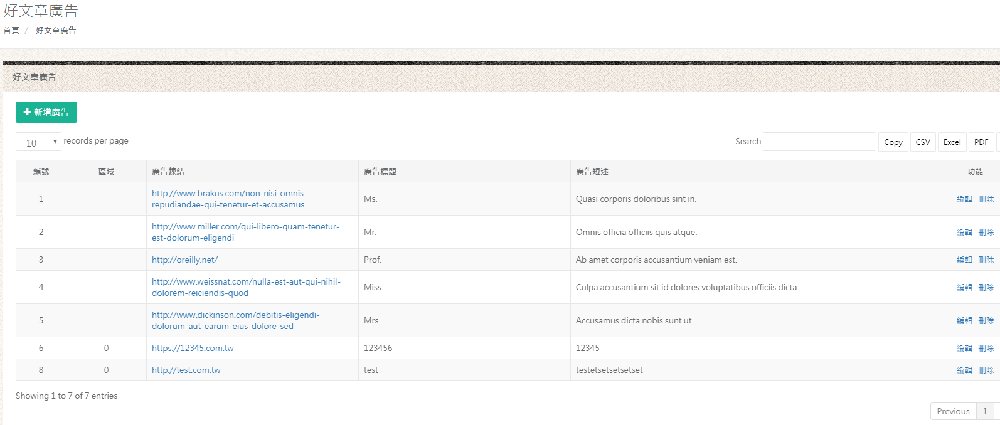 好文章廣告
首頁 / 好文章廣告
好文章廣告
新增廣告
10 records per page Search: Copy CSV Excel PDF
編號 區域 廣告鍊結 廣告標題 廣告短述 功能
1 http://www.brakus.com/non-nisi-omnis-repudiandae-qui-tenetur-et-accusamus Ms. Quasi corporis doloribus sint in. 編輯 刪除
2 http://www.miller.com/qui-libero-quam-tenetur-est-dolorum-eligendi Mr. Omnis officia officiis quis atque. 編輯 刪除
3 http://oreilly.net/ Prof. Ab amet corporis accusantium veniam est. 編輯 刪除
4 http://www.weissnat.com/nulla-est-aut-qui-nihil-dolorem-reiciendis-quod Miss Culpa accusantium sit id dolores voluptatibus officiis dicta. 編輯 刪除
5 http://www.dickinson.com/debitis-eligendi-dolorum-aut-earum-eius-dolore-sed Mrs. Accusamus dicta nobis sunt ut. 編輯 刪除
6 0 https://12345.com.tw 123456 12345 編輯 刪除
8 0 http://test.com.tw test testetsetsetsetset 編輯 刪除
Showing 1 to 7 of 7 entries
Previous 1